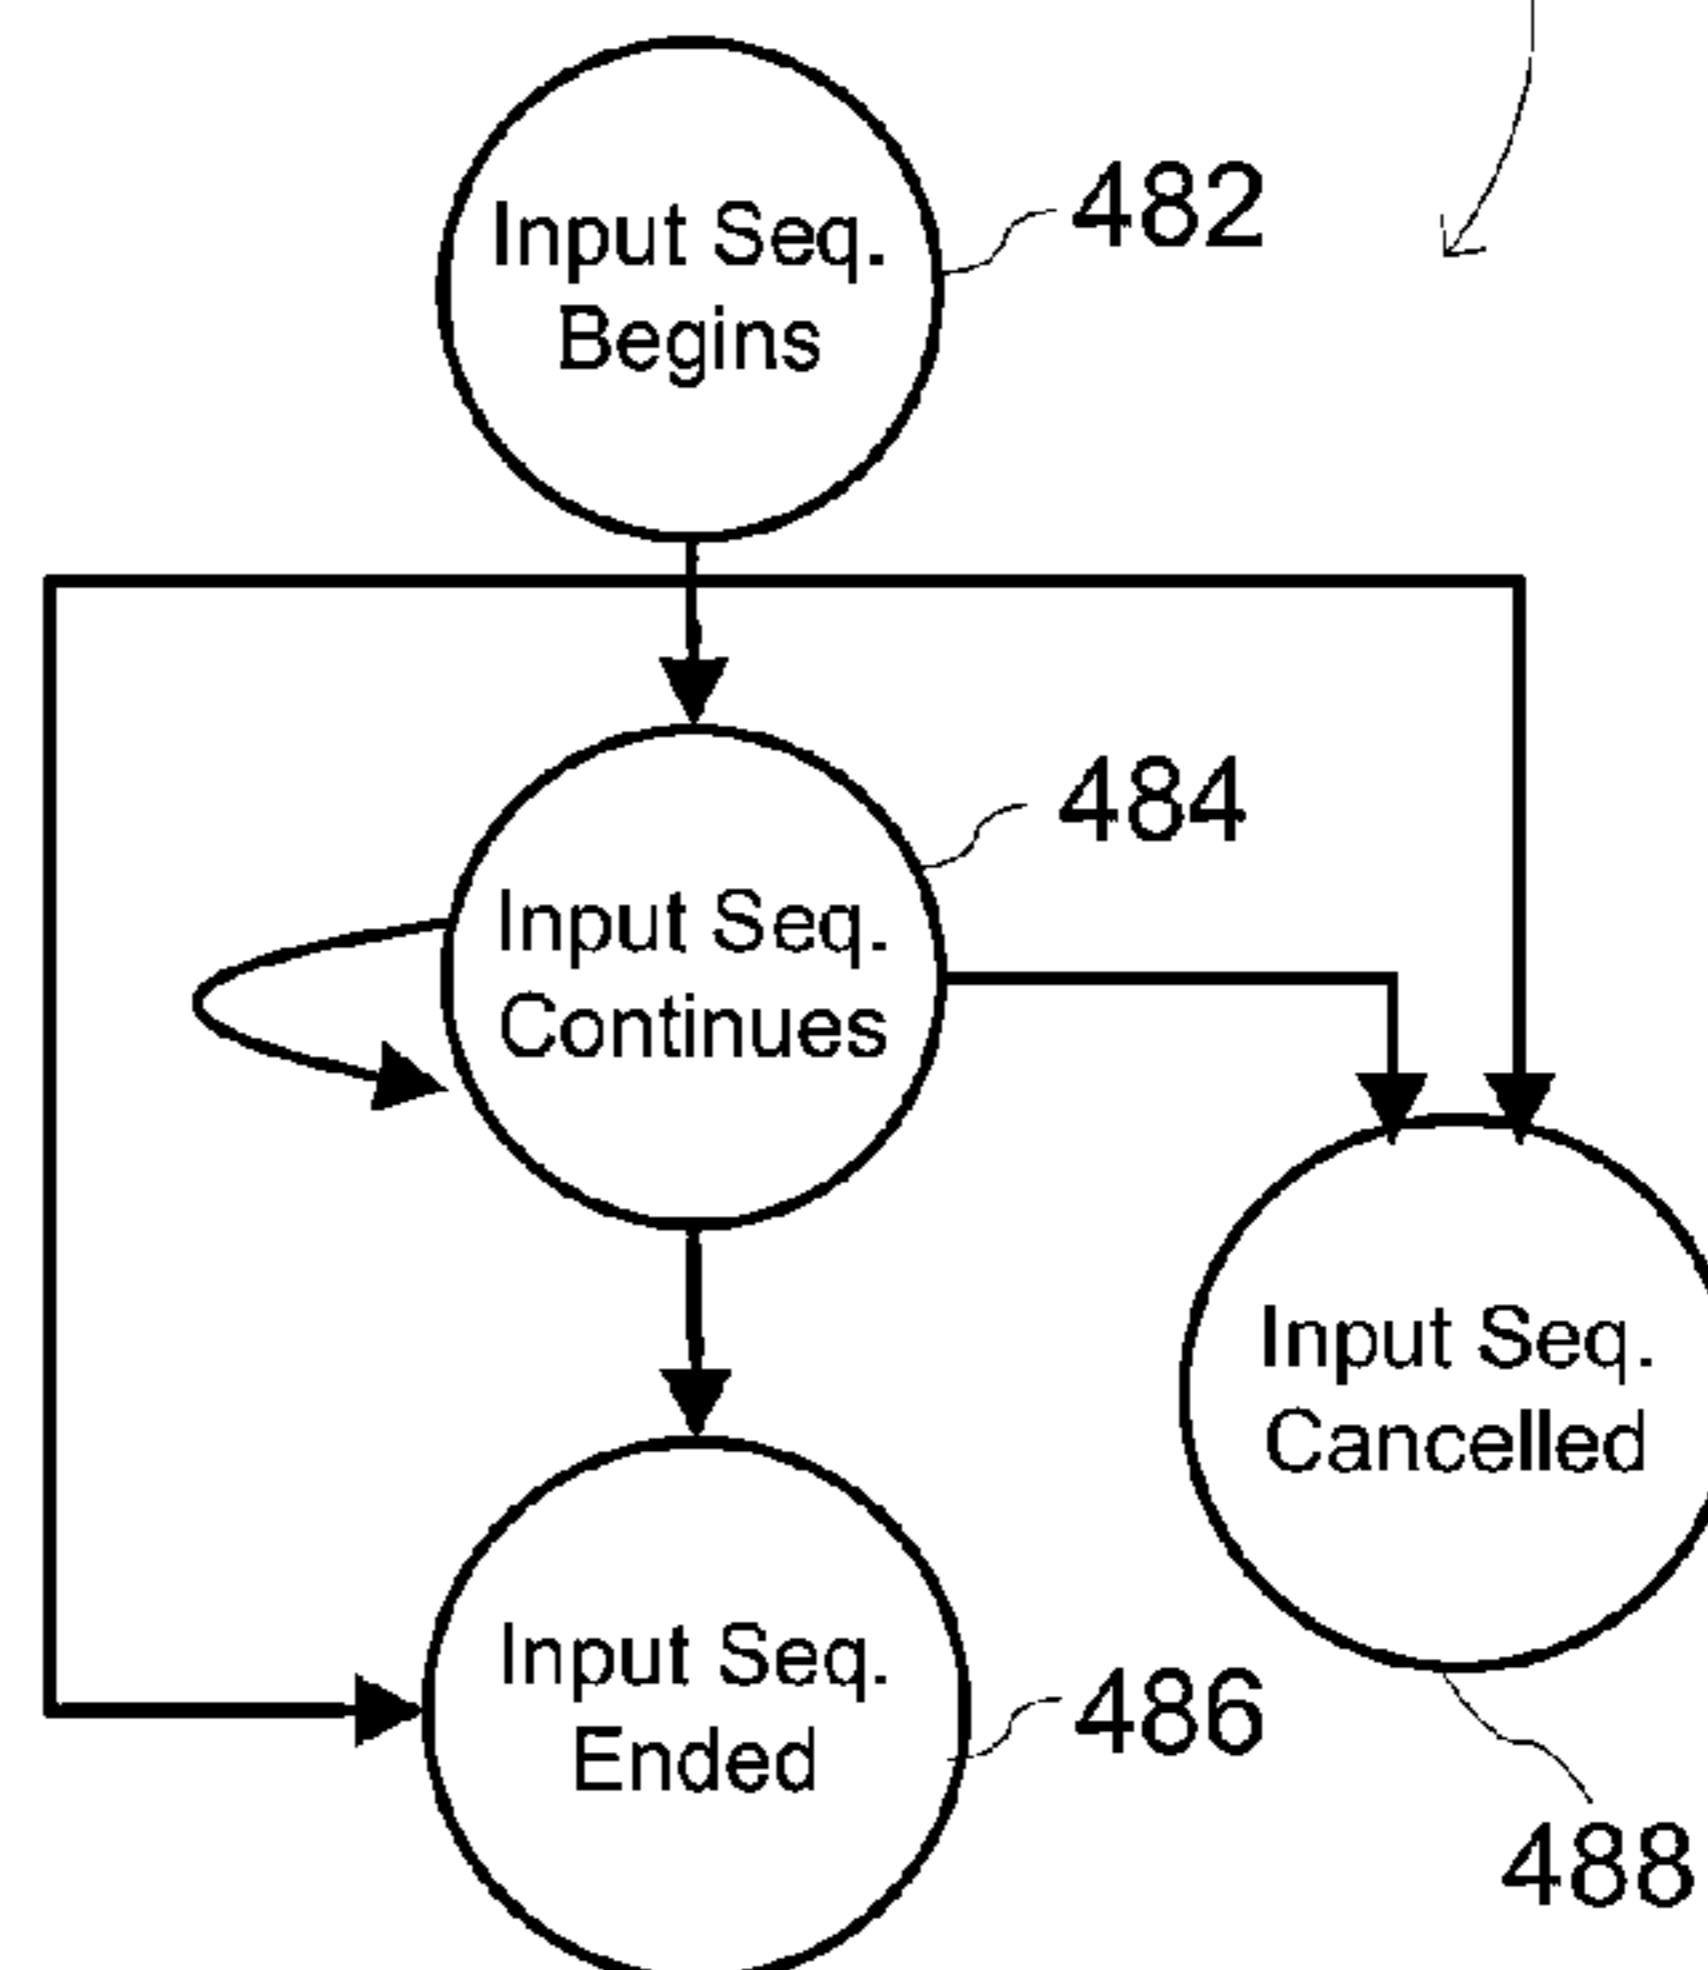 Input Seq.
Begins
482
484
Input Seq.
Continues
Input Seq.
Cancelled
Input Seq.
Ended
486
488